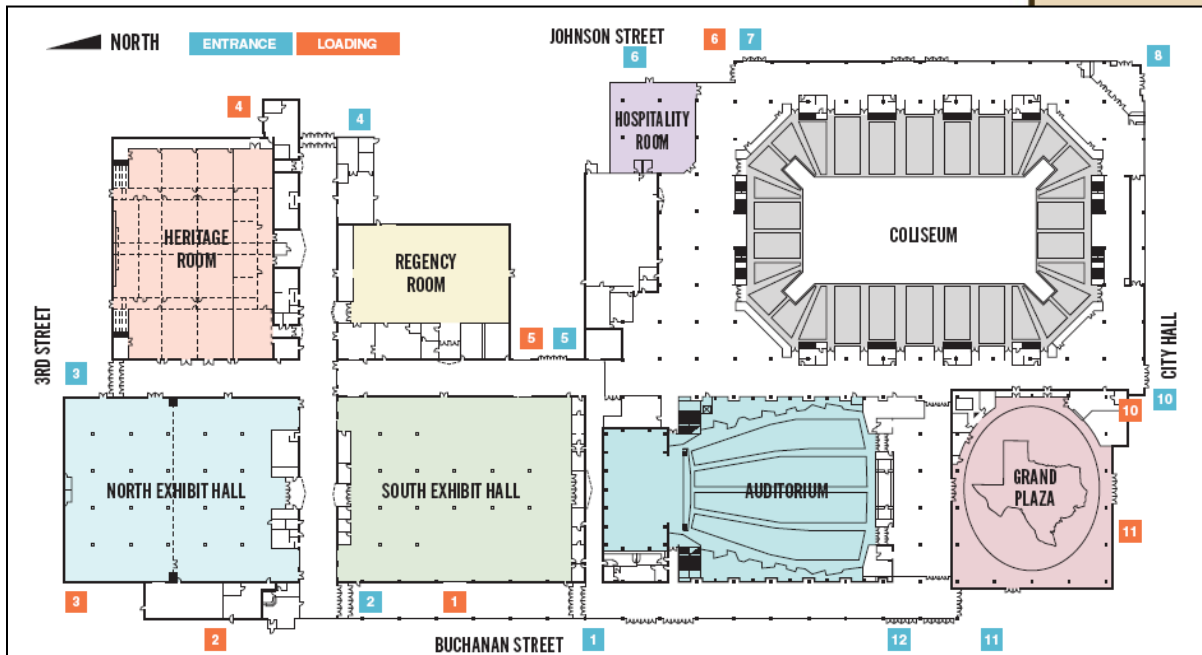 NORTH
ENTRANCE
LOADING
JOHNSON STREET
6
7
6
8
4
4
HOSPITALITY
ROOM
HERITAGE
ROOM
REGENCY
ROOM
COLISEUM
3RD STREET
CITY HALL
5
5
3
10
10
NORTH EXHIBIT HALL
SOUTH EXHIBIT HALL
AUDITORIUM
GRAND
PLAZA
11
3
2
1
2
1
12
11
BUCHANAN STREET